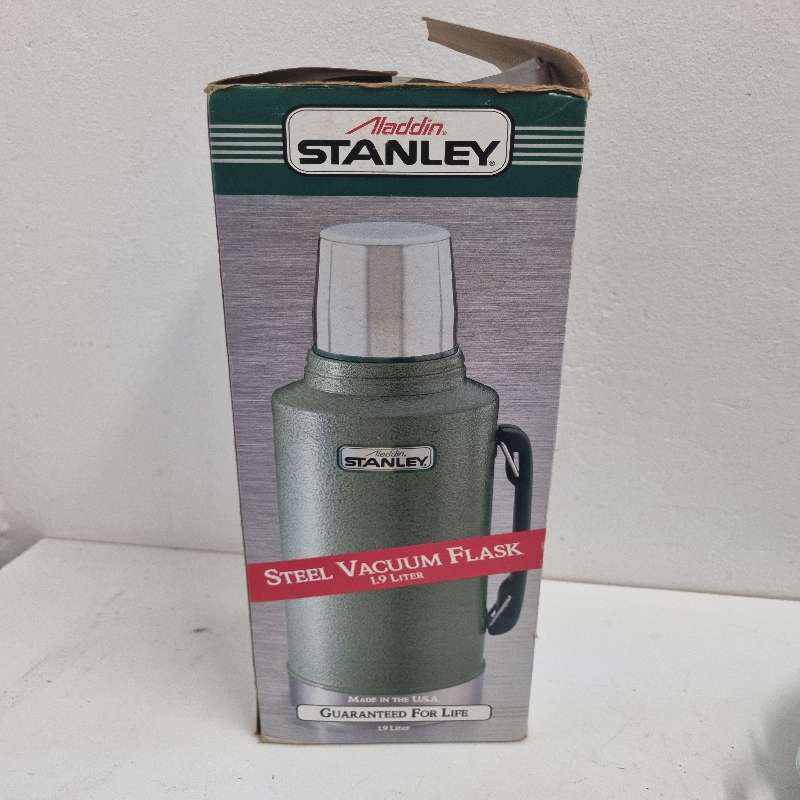 Aladdin®
STANLEY®
Aladdin®
STANLEY
STEEL VACUUM FLASK
1.9 LITER
MADE IN THE U.S.A.
GUARANTEED FOR LIFE
1.9 LITER